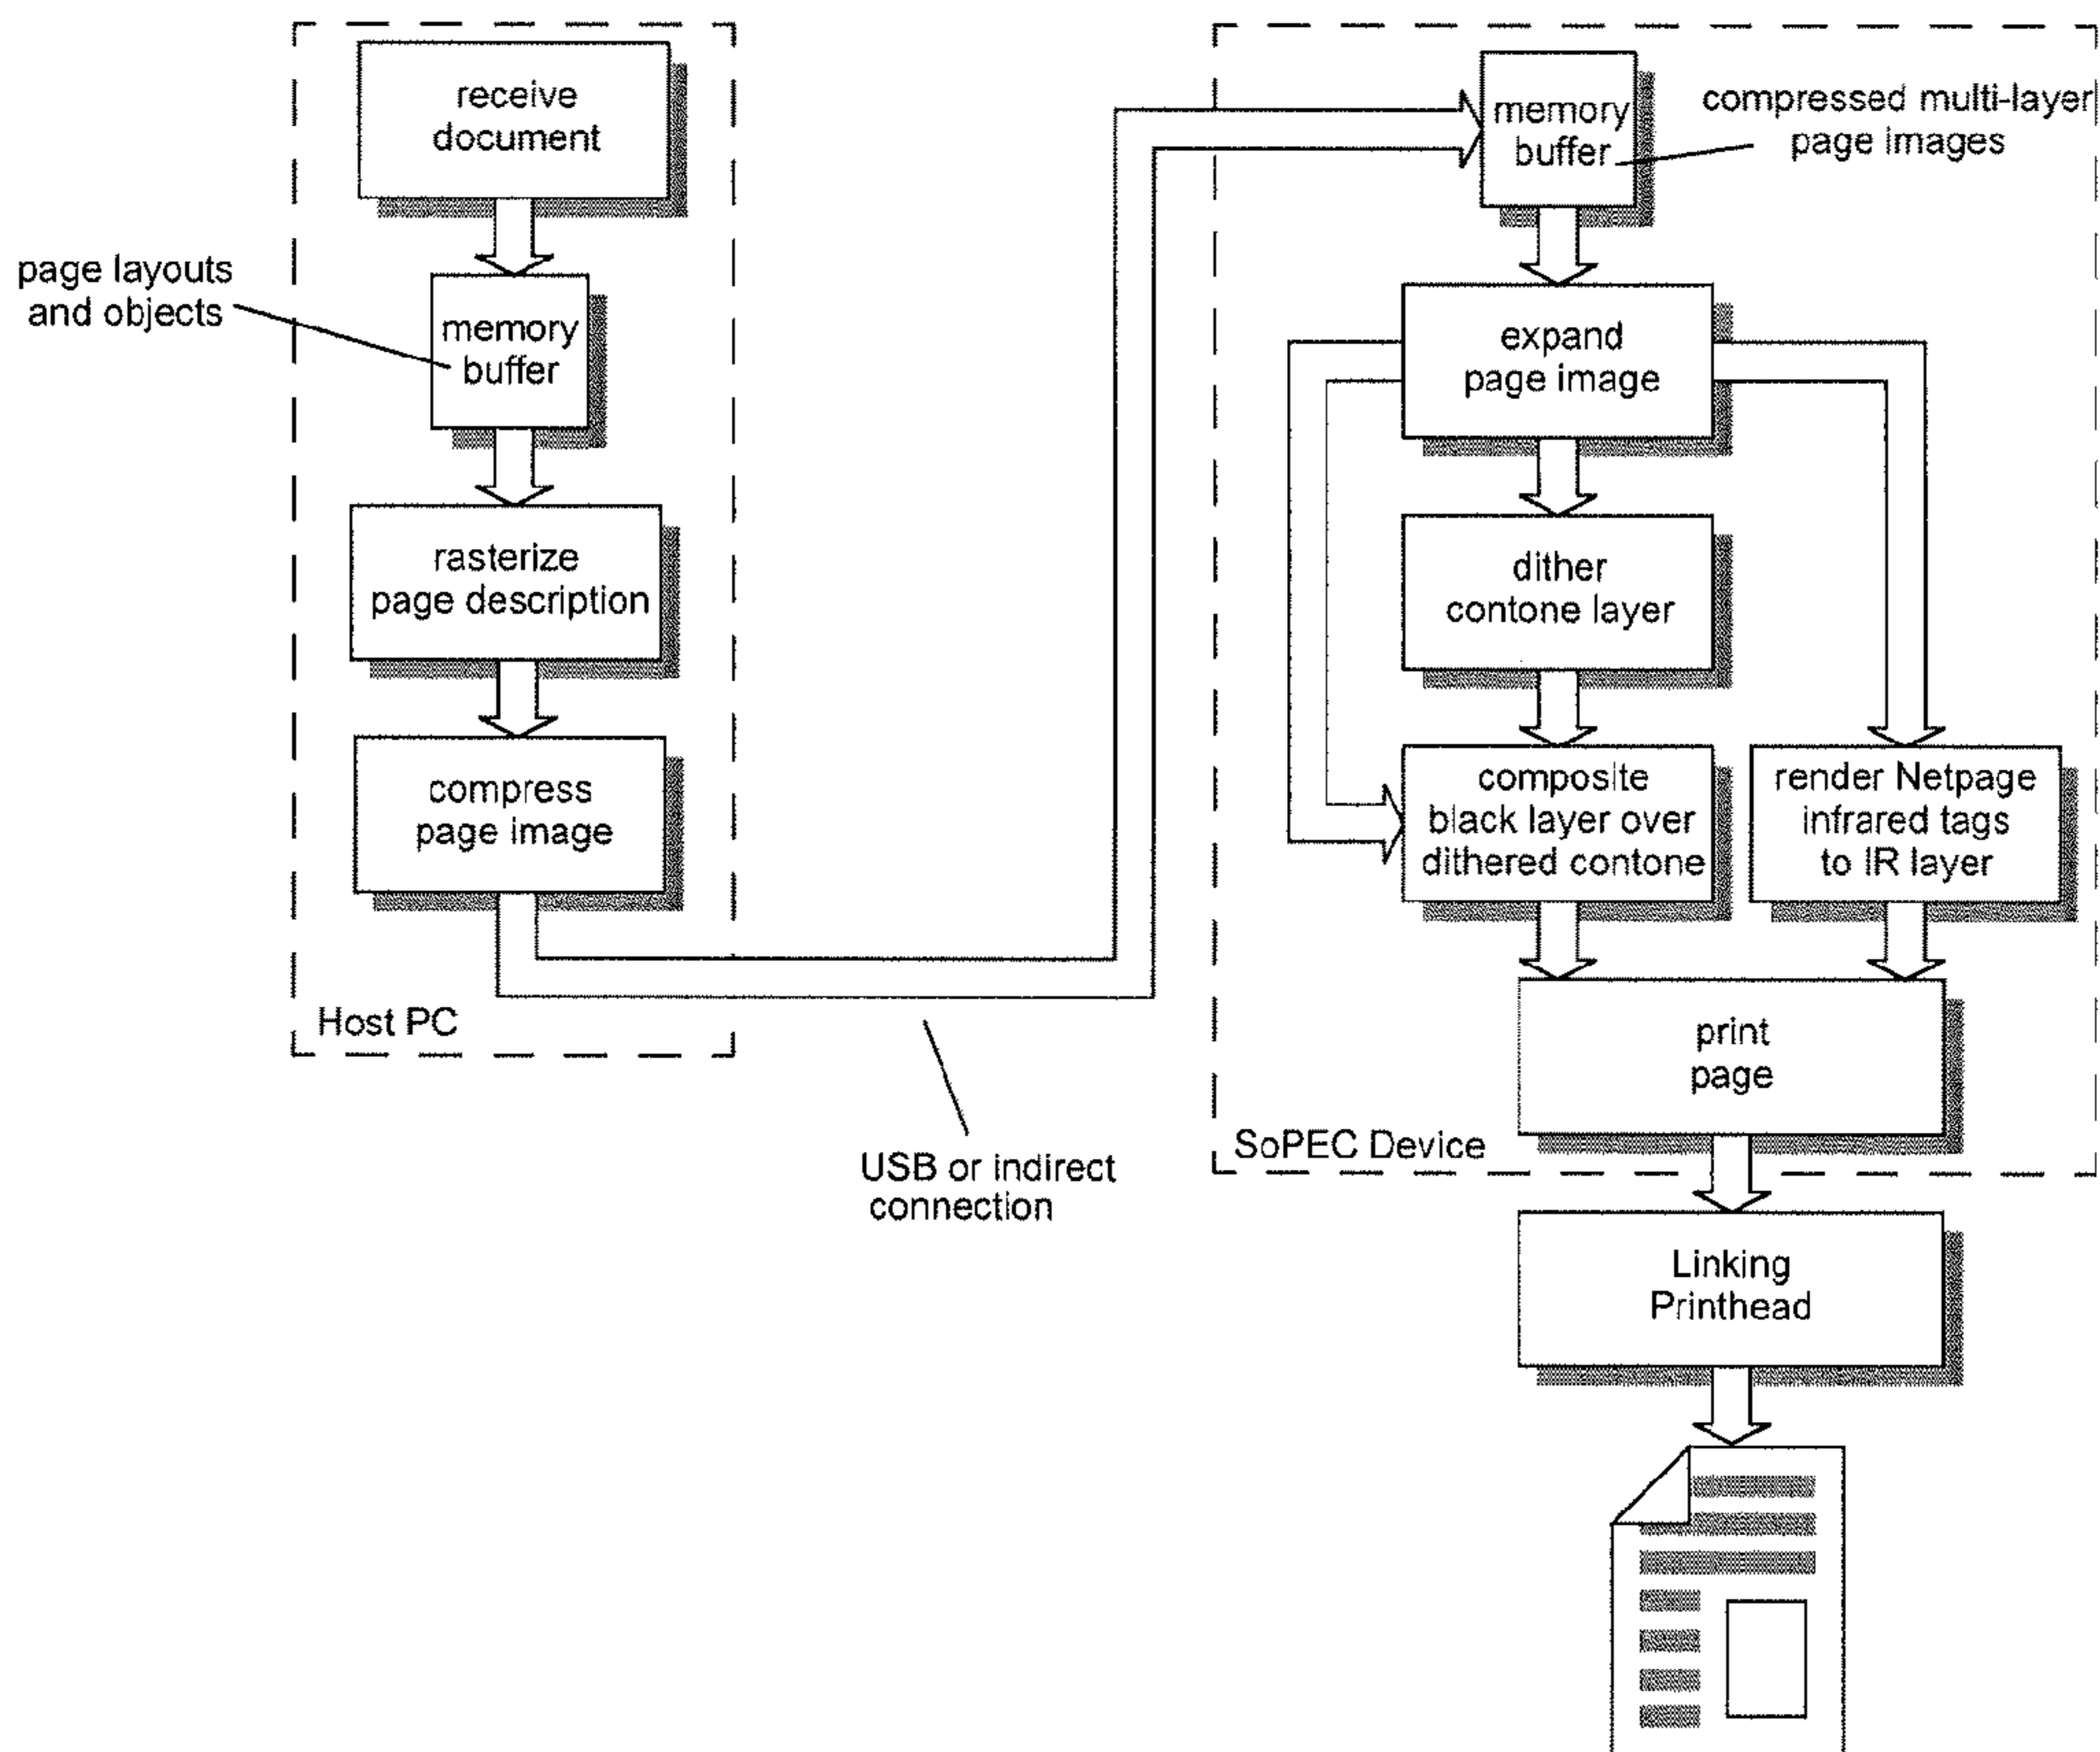 receive
document
page layouts
and objects
memory
buffer
rasterize
page description
compress
page image
Host PC
USB or indirect
connection
memory
buffer
compressed multi-layer
page images
expand
page image
dither
contone layer
composite
black layer over
dithered contone
render Netpage
infrared tags
to IR layer
print
page
SoPEC Device
Linking
Printhead